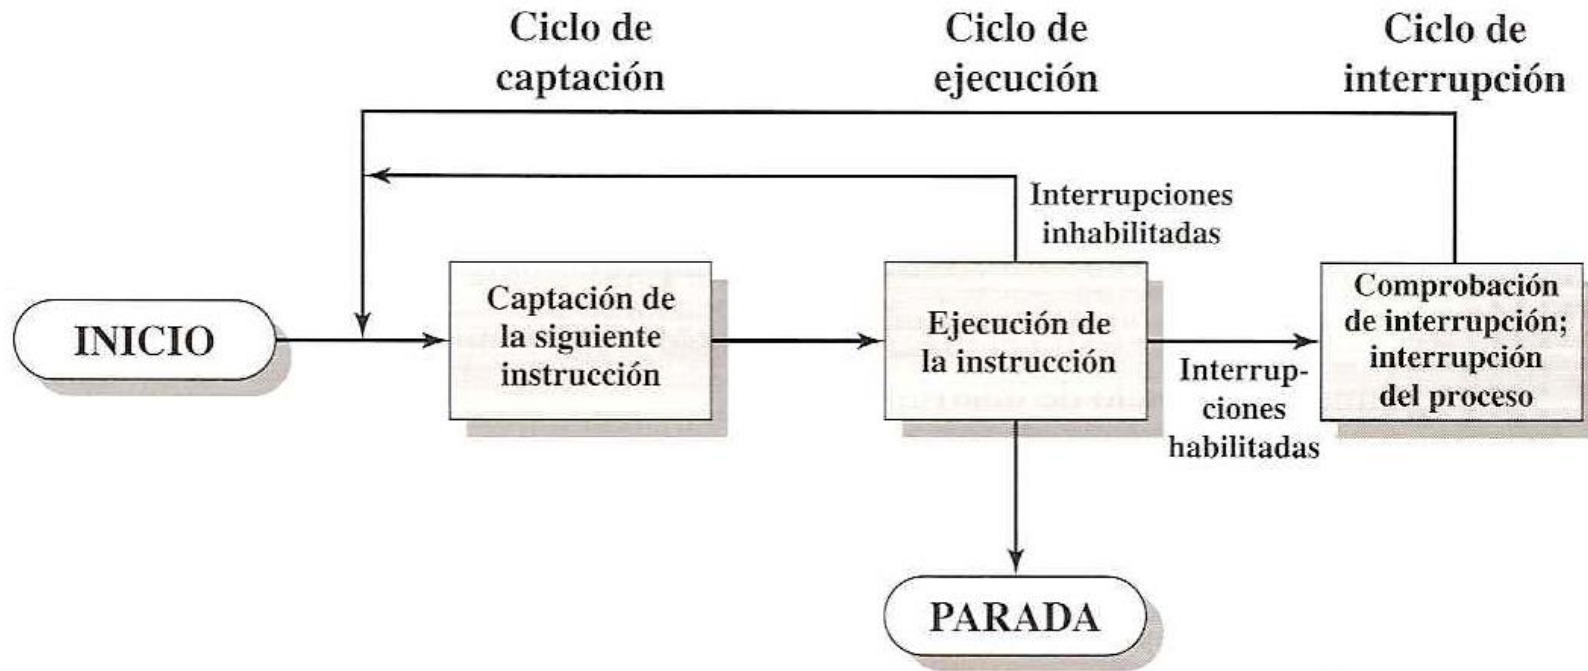 Ciclo de
captación
Ciclo de
ejecución
Ciclo de
interrupción
Interrupciones
inhabilitadas
INICIO
Captación de
la siguiente
instrucción
Ejecución de
la instrucción
Interrup-
ciones
habilitadas
Comprobación
de interrupción;
interrupción
del proceso
PARADA